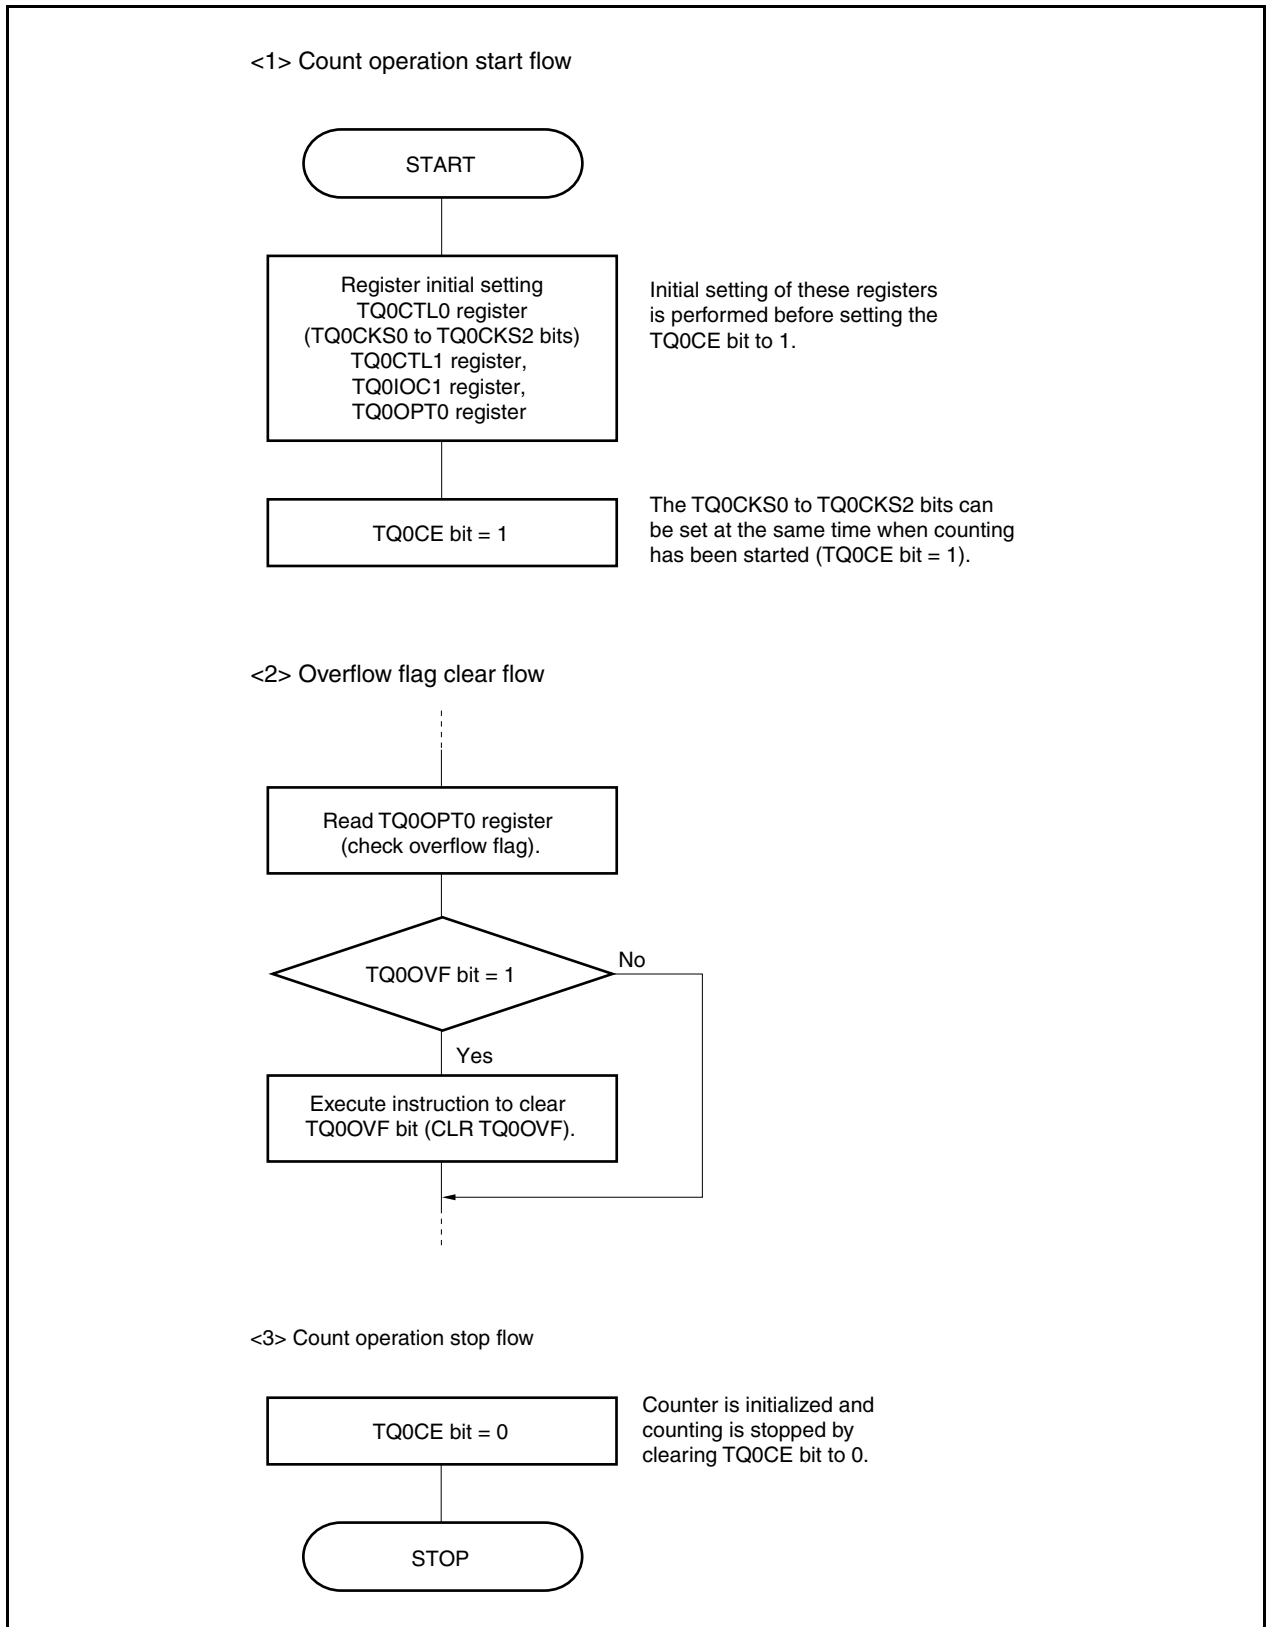 <1> Count operation start flow
START
Register initial setting
TQ0CTL0 register
(TQ0CKS0 to TQ0CKS2 bits)
TQ0CTL1 register,
TQ0IOC1 register,
TQ0OPT0 register
Initial setting of these registers
is performed before setting the
TQ0CE bit to 1.
TQ0CE bit = 1
The TQ0CKS0 to TQ0CKS2 bits can
be set at the same time when counting
has been started (TQ0CE bit = 1).
<2> Overflow flag clear flow
Read TQ0OPT0 register
(check overflow flag).
TQ0OVF bit = 1
No
Yes
Execute instruction to clear
TQ0OVF bit (CLR TQ0OVF).
<3> Count operation stop flow
TQ0CE bit = 0
Counter is initialized and
counting is stopped by
clearing TQ0CE bit to 0.
STOP